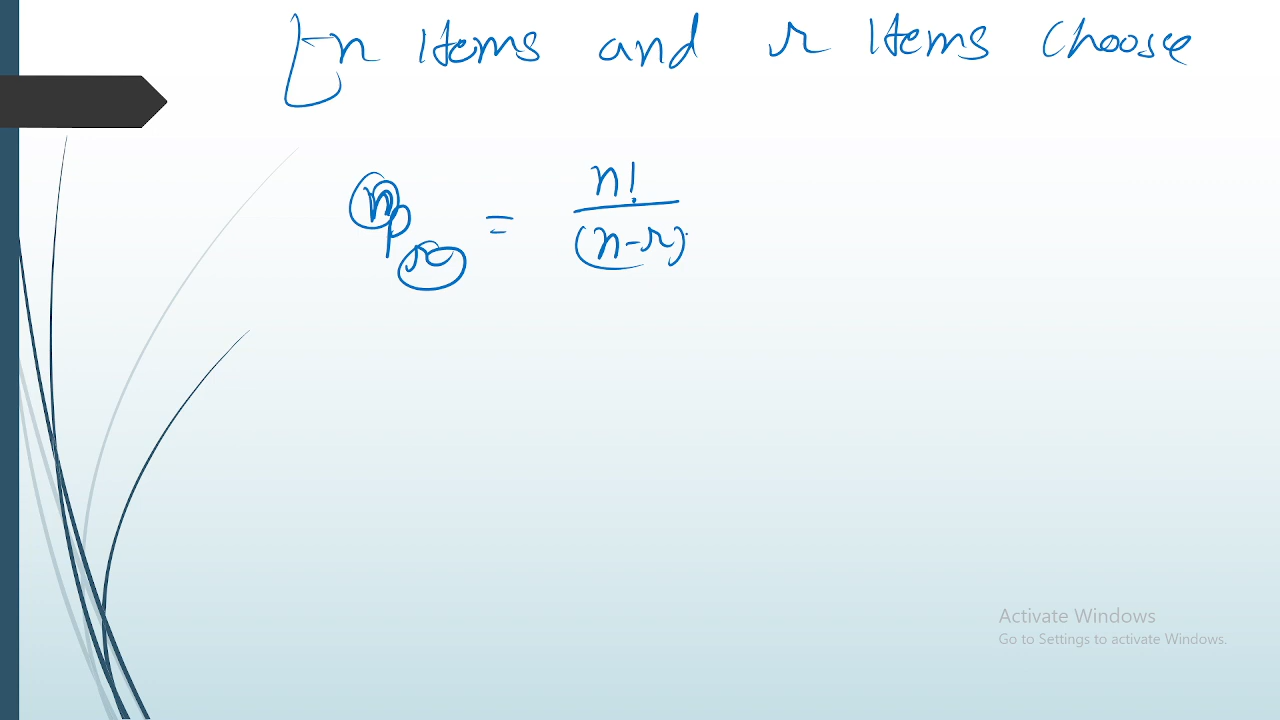 n items and r items choose
nPr = n!
(n-r)
Activate Windows
Go to Settings to activate Windows.